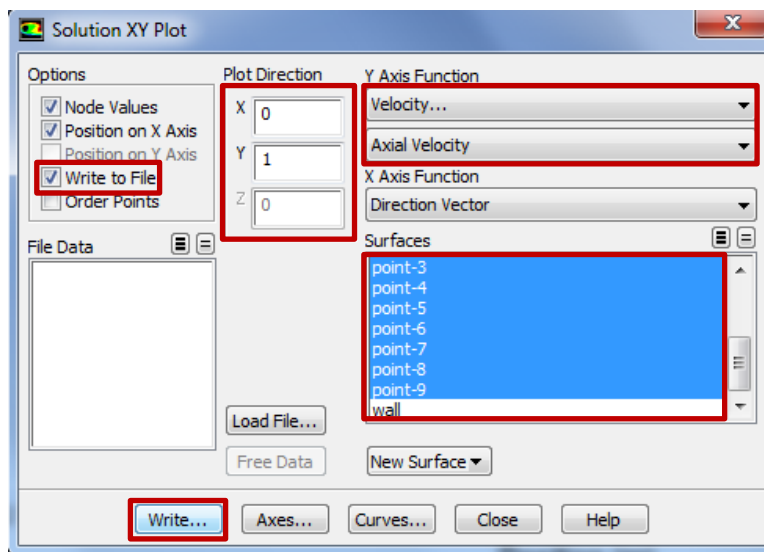 Solution XY Plot
x
Options
Node Values
Position on X Axis
Position on Y Axis
Write to File
Order Points
Plot Direction
X 0
Y 1
Z 0
Y Axis Function
Velocity...
Axial Velocity
X Axis Function
Direction Vector
File Data
Surfaces
point-3
point-4
point-5
point-6
point-7
point-8
point-9
wall
Load File...
Free Data
New Surface
Write...
Axes...
Curves...
Close
Help